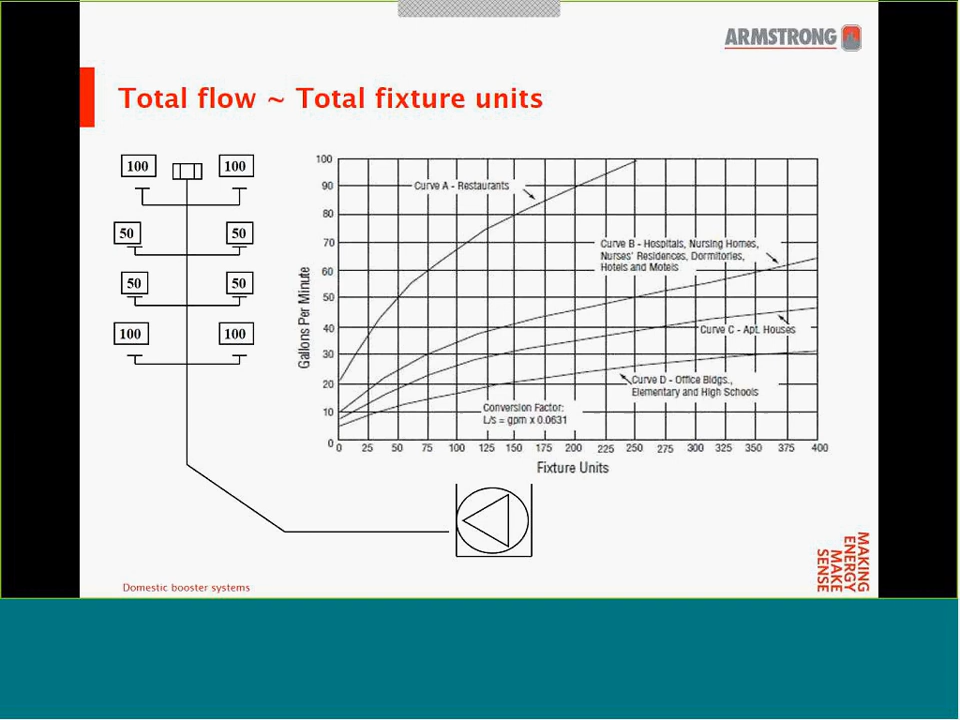 ARMSTRONG
Total flow ~ Total fixture units
100 100
50 50
50 50
100 100
Gallons Per Minute
100
90
80
70
60
50
40
30
20
10
0
Curve A - Restaurants
Curve B - Hospitals, Nursing Homes,
Nurses' Residences, Dormitories,
Hotels and Motels
Curve C - Apt. Houses
Curve D - Office Bldgs.,
Elementary and High Schools
Conversion Factor:
L/s = gpm x 0.0631
0 25 50 75 100 125 150 175 200 225 250 275 300 325 350 375 400
Fixture Units
Domestic booster systems
MAKING
ENERGY
MAKE
SENSE